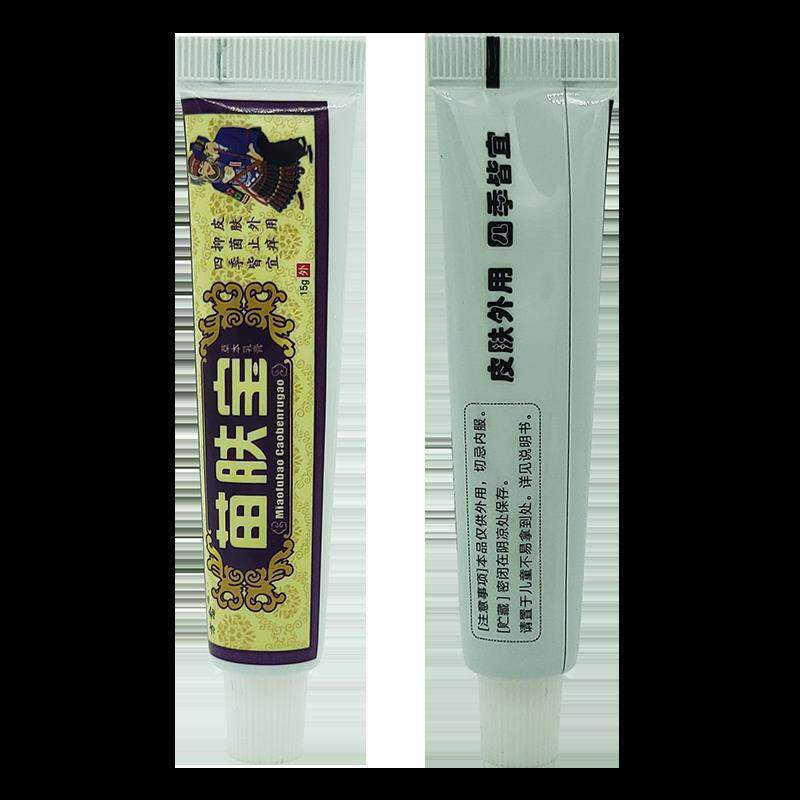 皮肤外用
抑菌止痒
四季皆宜
15g 外
草本乳膏
苗肤宝
Miaofubao Caobenrugao
皮肤外用 四季皆宜
[注意事项]本品仅供外用，切忌内服。
[贮藏] 密闭在阴凉处保存。
请置于儿童不易拿到处。详见说明书。